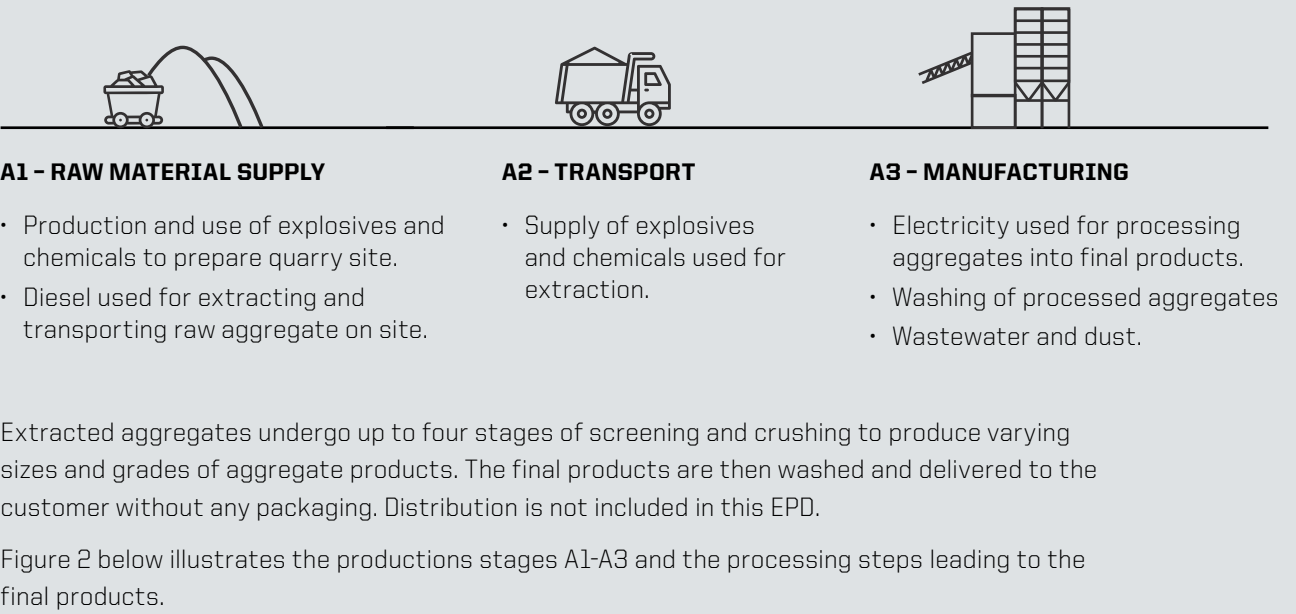 A1 – RAW MATERIAL SUPPLY
• Production and use of explosives and
chemicals to prepare quarry site.
• Diesel used for extracting and
transporting raw aggregate on site.
A2 – TRANSPORT
• Supply of explosives
and chemicals used for
extraction.
A3 – MANUFACTURING
• Electricity used for processing
aggregates into final products.
• Washing of processed aggregates
• Wastewater and dust.
Extracted aggregates undergo up to four stages of screening and crushing to produce varying
sizes and grades of aggregate products. The final products are then washed and delivered to the
customer without any packaging. Distribution is not included in this EPD.
Figure 2 below illustrates the productions stages A1-A3 and the processing steps leading to the
final products.